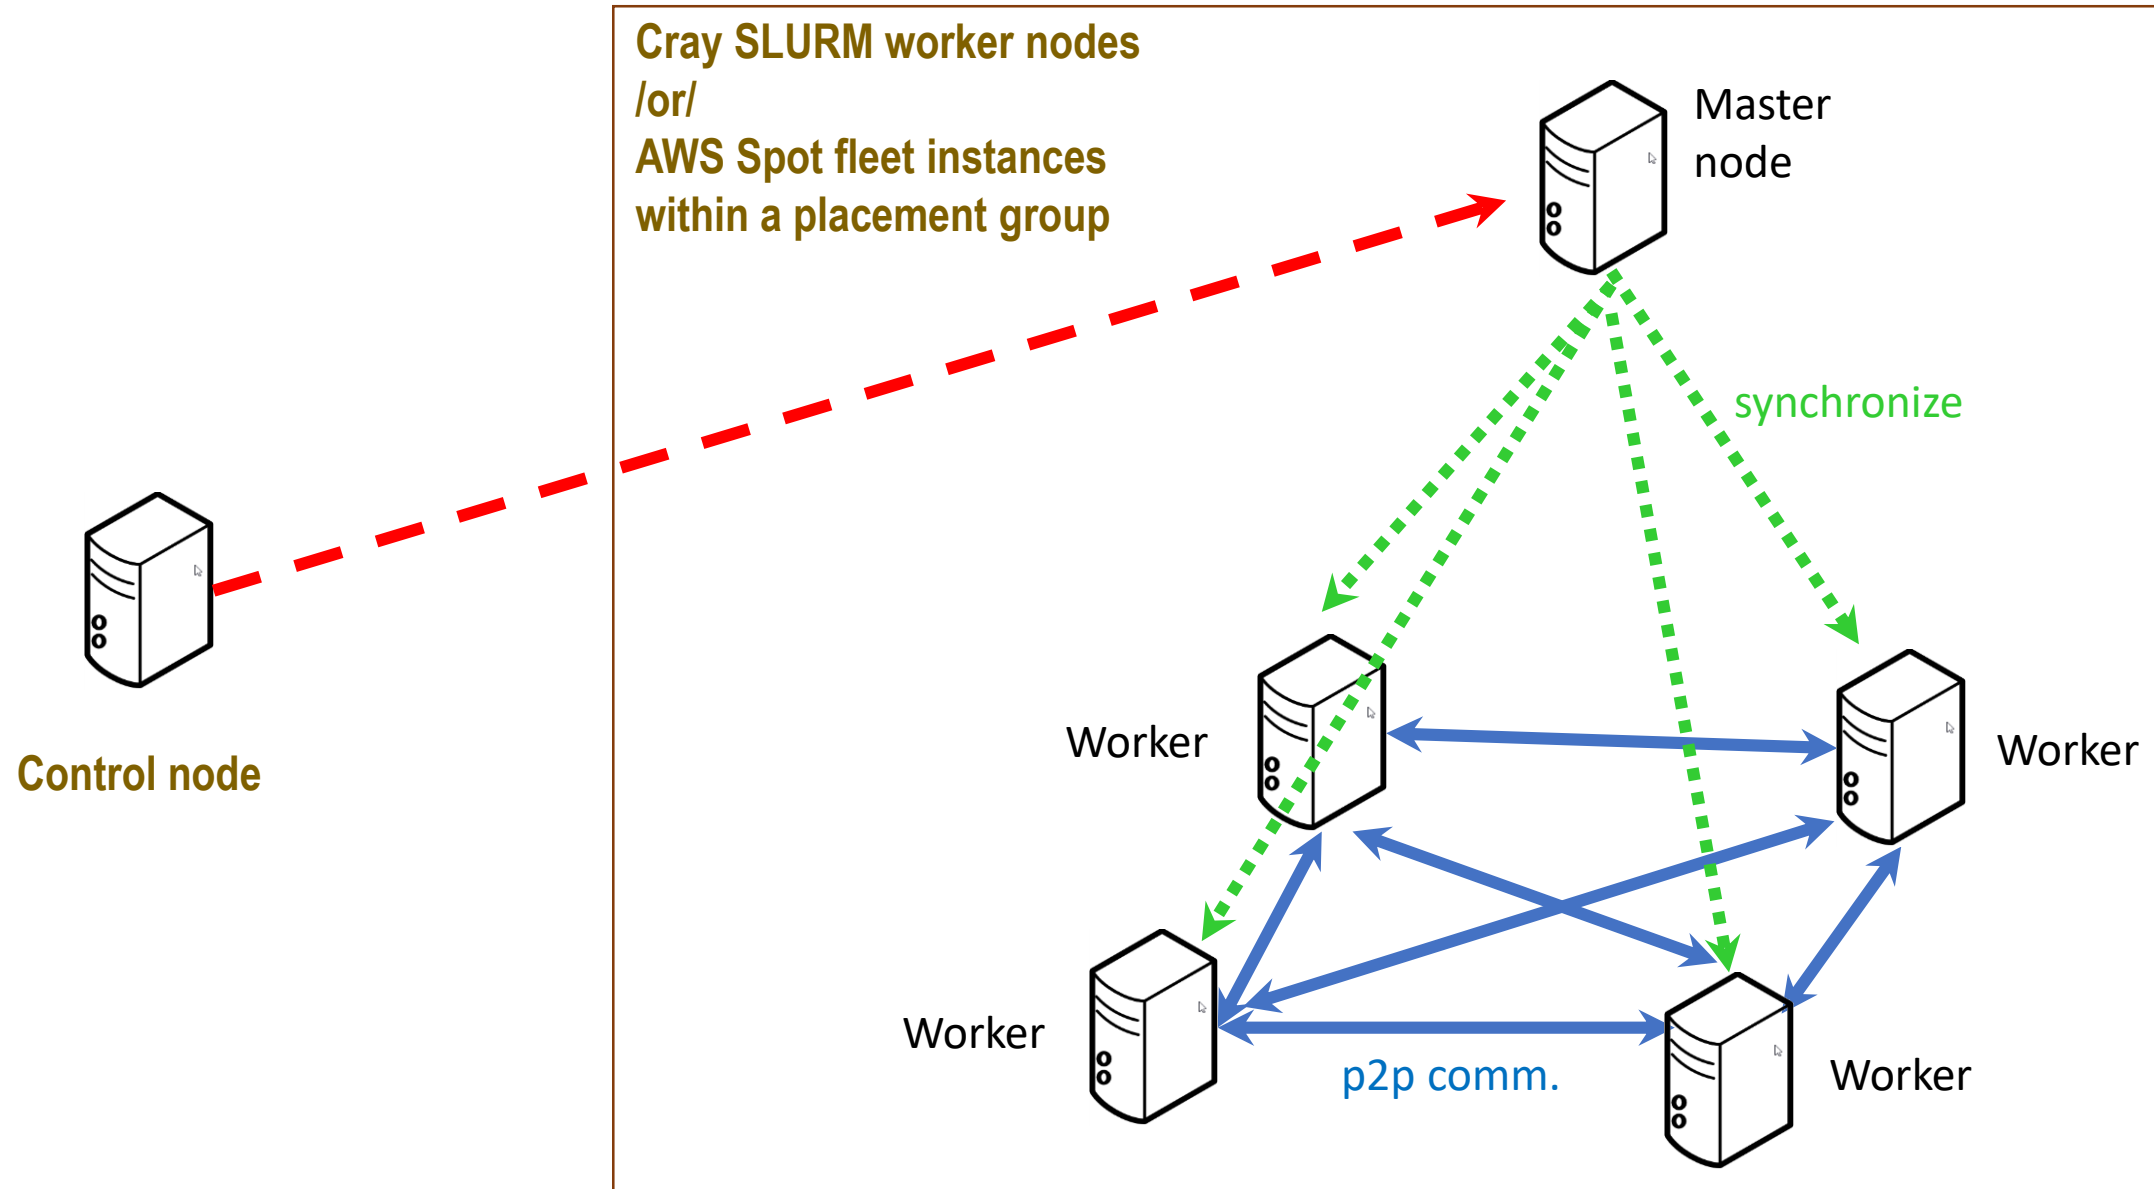 Cray SLURM worker nodes
/or/
AWS Spot fleet instances
within a placement group
Master
node
synchronize
Control node
Worker
Worker
Worker
p2p comm.
Worker